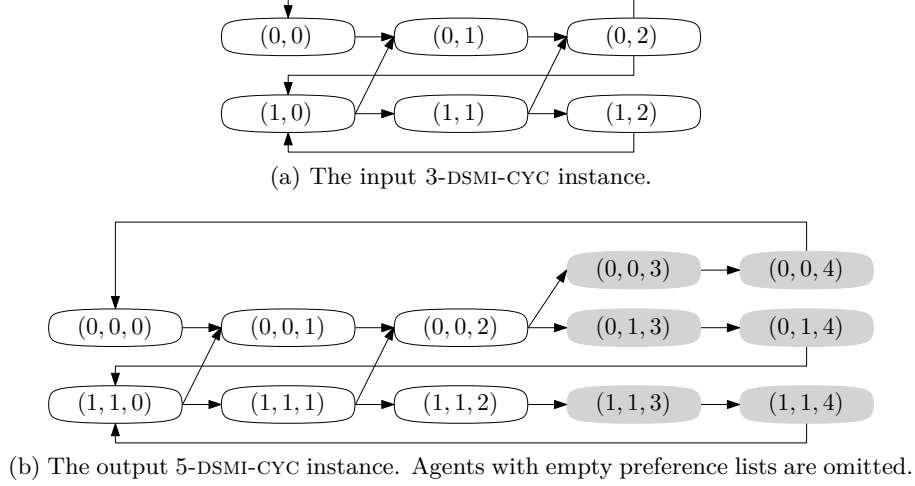 (0, 0) (0, 1) (0, 2)
(1, 0) (1, 1) (1, 2)
(a) The input 3-DSMI-CYC instance.
(0, 0, 3) (0, 0, 4)
(0, 0, 0) (0, 0, 1) (0, 0, 2) (0, 1, 3) (0, 1, 4)
(1, 1, 0) (1, 1, 1) (1, 1, 2) (1, 1, 3) (1, 1, 4)
(b) The output 5-DSMI-CYC instance. Agents with empty preference lists are omitted.